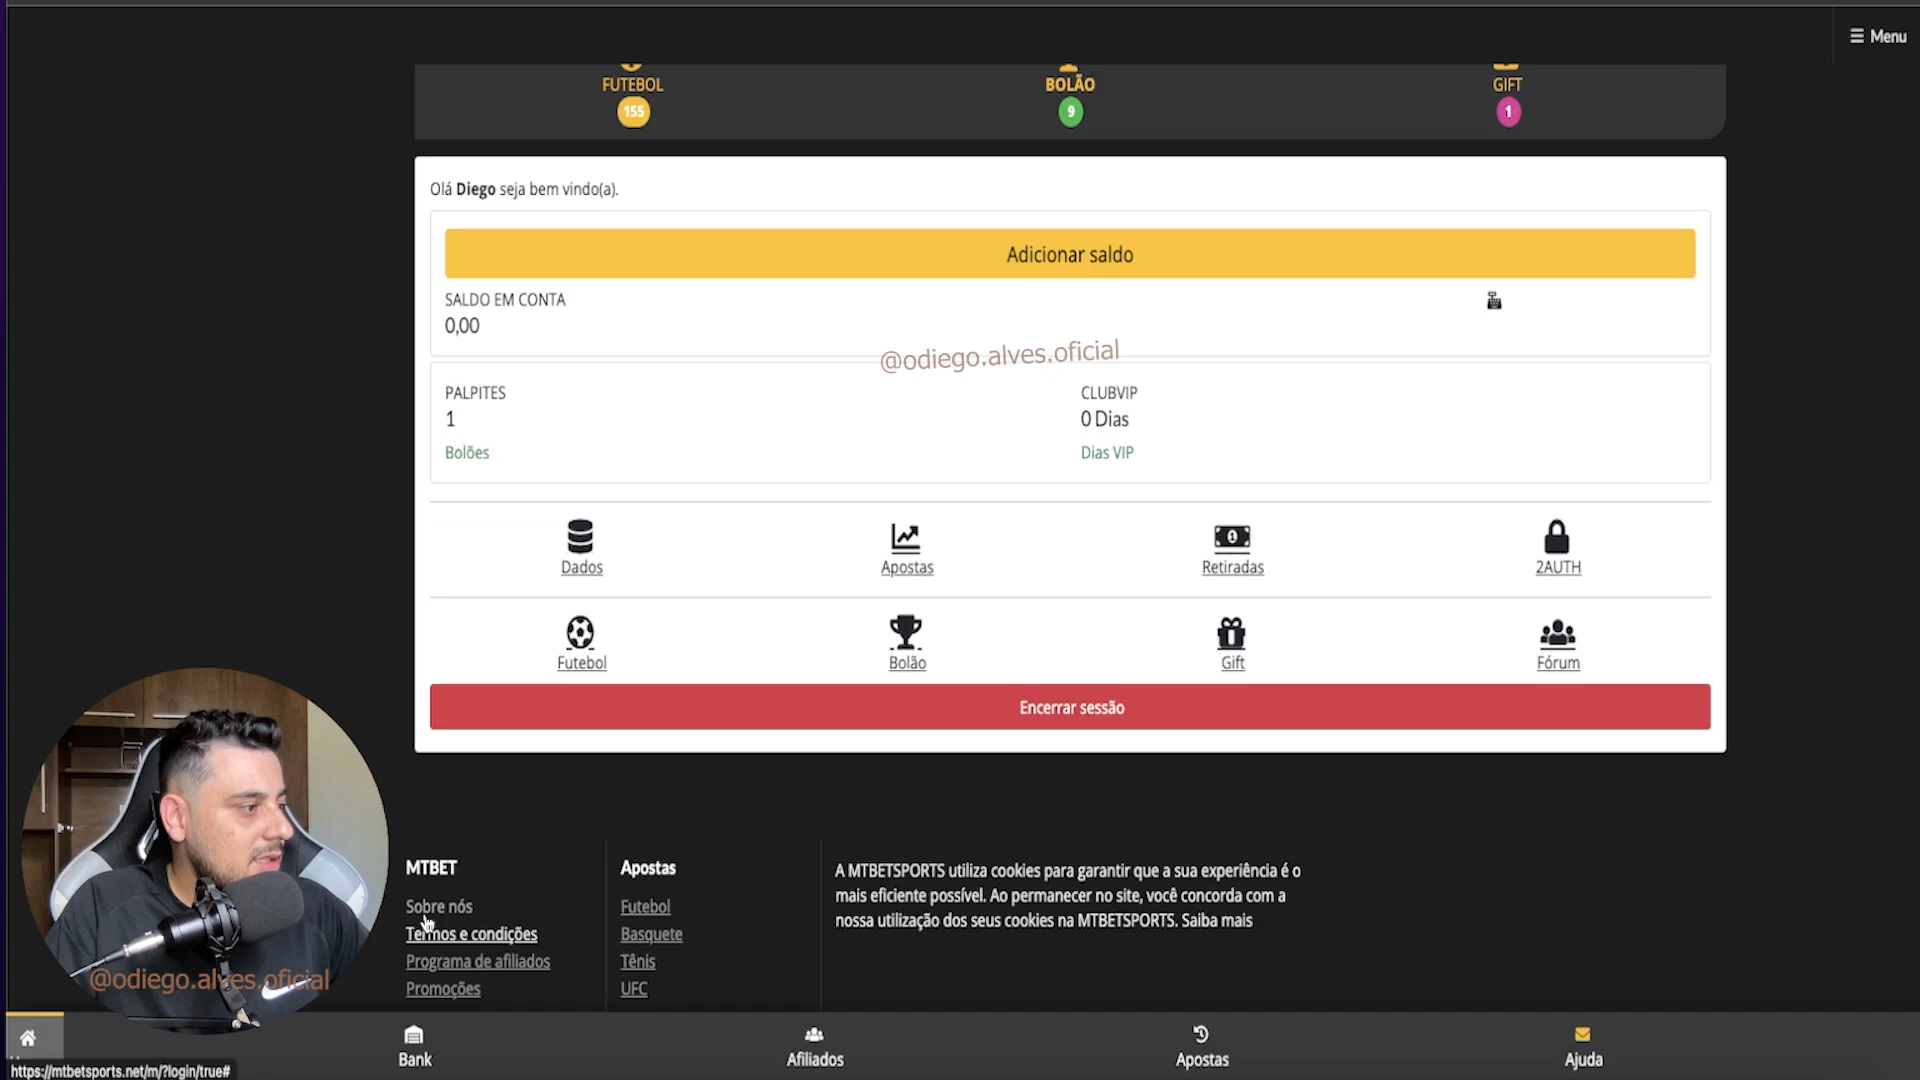 Menu
FUTEBOL
155
BOLÃO
9
GIFT
1
Olá Diego seja bem vindo(a).
Adicionar saldo
SALDO EM CONTA
0,00
@odiego.alves.oficial
PALPITES
1
Bolões
CLUBVIP
0 Dias
Dias VIP
Dados
Apostas
Retiradas
2AUTH
Futebol
Bolão
Gift
Fórum
Encerrar sessão
MTBET
Sobre nós
Termos e condições
Programa de afiliados
Promoções
Apostas
Futebol
Basquete
Tênis
UFC
A MTBETSPORTS utiliza cookies para garantir que a sua experiência é o
mais eficiente possível. Ao permanecer no site, você concorda com a
nossa utilização dos seus cookies na MTBETSPORTS. Saiba mais
@odiego.alves.oficial
Bank
Afiliados
Apostas
Ajuda
https://mtbetsports.net/m/?login/true#